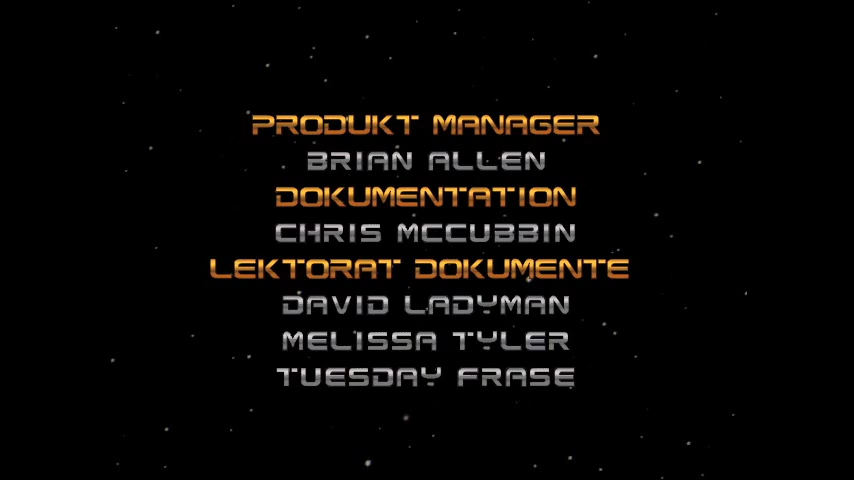 PRODUKT MANAGER
BRIAN ALLEN
DOKUMENTATION
CHRIS MCCUBBIN
LEKTORAT DOKUMENTE
DAVID LADYMAN
MELISSA TYLER
TUESDAY FRASE